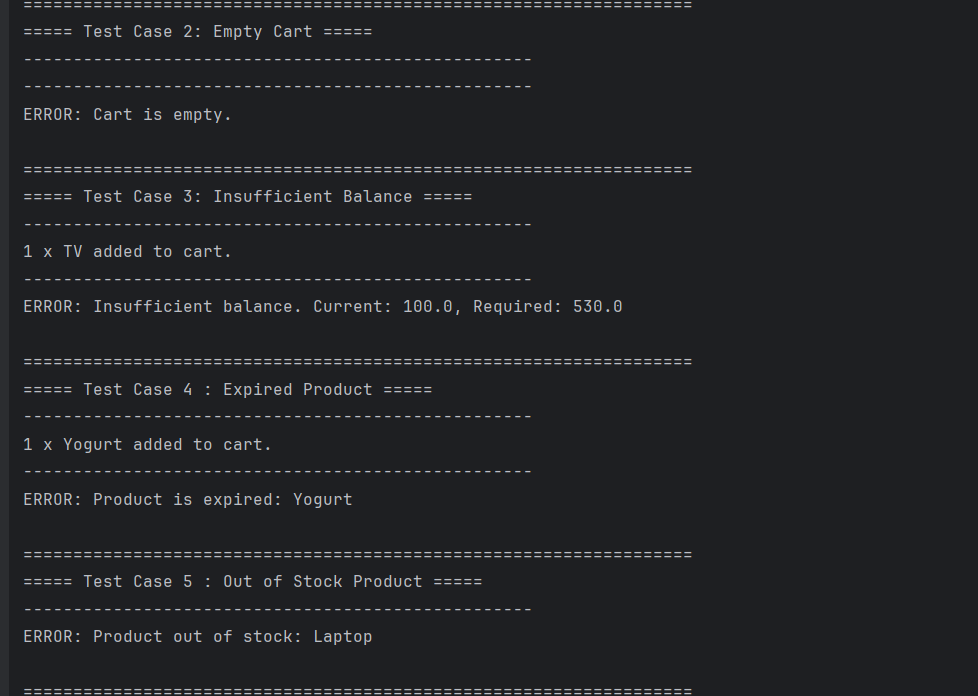 ===================================================================
===== Test Case 2: Empty Cart =====
---------------------------------------------------
---------------------------------------------------
ERROR: Cart is empty.
===================================================================
===== Test Case 3: Insufficient Balance =====
---------------------------------------------------
1 x TV added to cart.
---------------------------------------------------
ERROR: Insufficient balance. Current: 100.0, Required: 530.0
===================================================================
===== Test Case 4 : Expired Product =====
---------------------------------------------------
1 x Yogurt added to cart.
---------------------------------------------------
ERROR: Product is expired: Yogurt
===================================================================
===== Test Case 5 : Out of Stock Product =====
---------------------------------------------------
ERROR: Product out of stock: Laptop
===================================================================